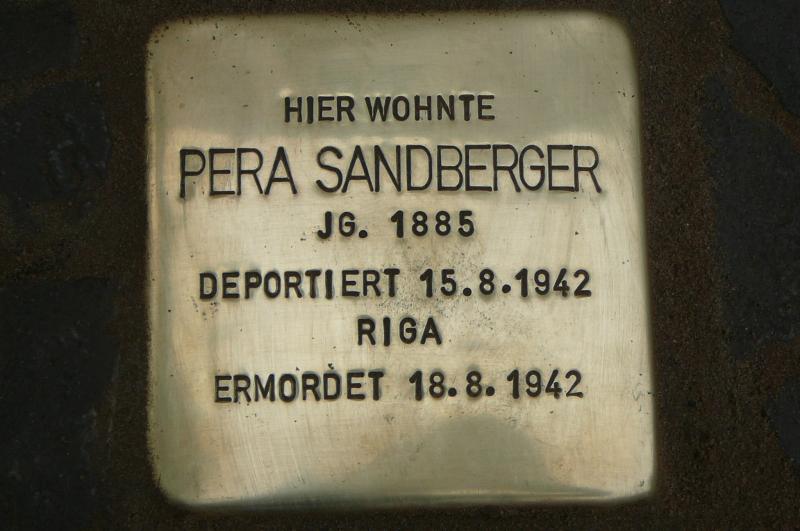 HIER WOHNTE
PERA SANDBERGER
JG. 1885
DEPORTIERT 15.8.1942
RIGA
ERMORDET 18.8.1942